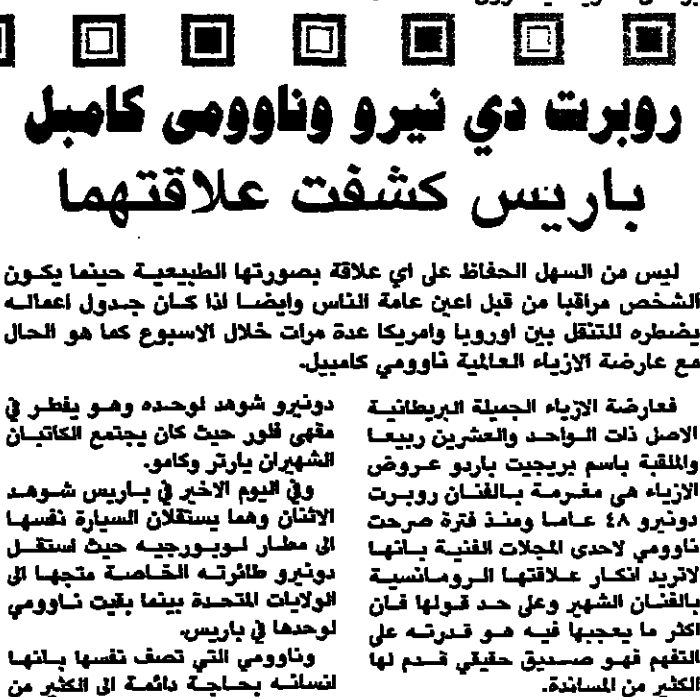 روبرت دي نيرو وناوومى كامبل
باريس كشفت علاقتهما
ليس من السهل الحفاظ على اي علاقة بصورتها الطبيعية حينما يكون
الشخص مراقبا من قبل اعين عامة الناس وايضا اذا كان جدول اعماله
يضطره للتنقل بين اوروبا وامريكا عدة مرات خلال الاسبوع كما هو الحال
مع عارضة الازياء العالمية ناوومي كامبيل.
فعارضة الازياء الجميلة البريطانية
الاصل ذات الواحد والعشرين ربيعا
والملقبة باسم بريجيت باردو عروض
الازياء هي مغرمة بالفنان روبرت
دونيرو ٤٨ عاما ومنذ فترة صرحت
ناوومي لاحدى المجلات الفنية بانها
لاتريد انكار علاقتها الرومانسية
بالفنان الشهير وعلى حد قولها فان
اكثر ما يعجبها فيه هو قدرته على
التفهم فهو صديق حقيقي قدم لها
الكثير من المساندة.
دونيرو شوهد لوحده وهو يفطر في
مقهى فلور حيث كان يجتمع الكاتبان
الشهيران بارتر وكامو.
وفي اليوم الاخير في باريس شوهد
الاثنان وهما يستقلان السيارة نفسها
الى مطار لوبورجيه حيث استقل
دونيرو طائرته الخاصة متجها الى
الولايات المتحدة بينما بقيت ناوومي
لوحدها في باريس.
وناوومي التي تصف نفسها بانها
انسانه بحاجة دائمة الى الكثير من